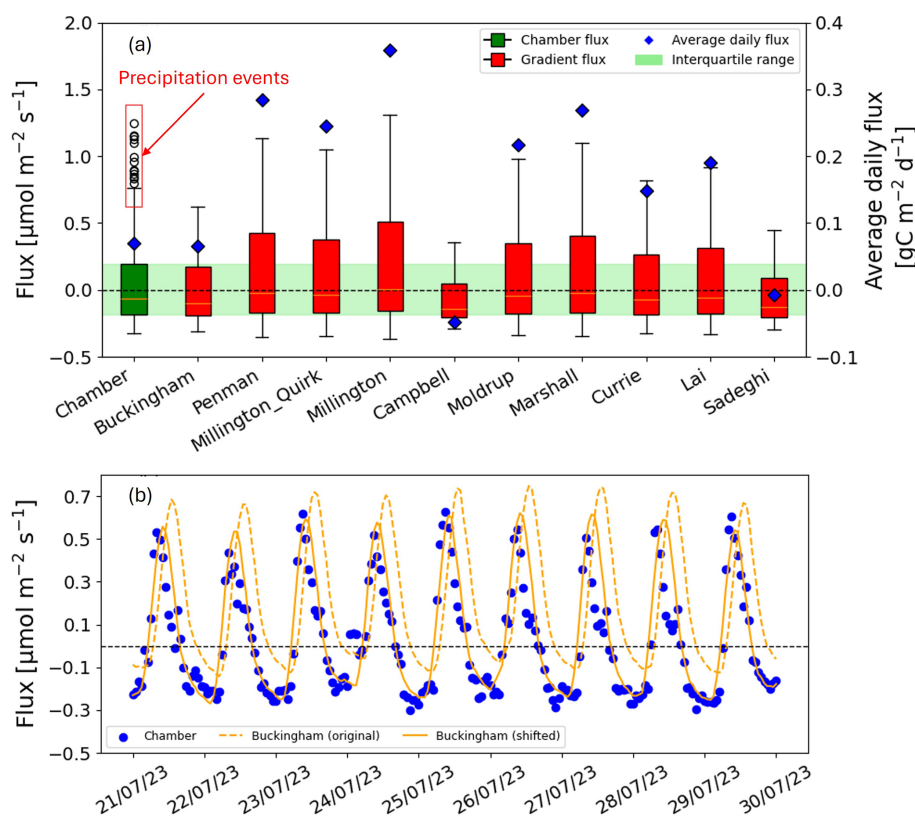 2.0
1.5
1.0
0.5
0.0
−0.5
Flux [μmol m⁻² s⁻¹]
(a)
Precipitation events
Chamber flux
Gradient flux
Average daily flux
Interquartile range
0.4
0.3
0.2
0.1
0.0
−0.1
Average daily flux
[gC m⁻² d⁻¹]
Chamber
Buckingham
Penman
Millington_Quirk
Millington
Campbell
Moldrup
Marshall
Currie
Lai
Sadeghi
(b)
0.7
0.5
0.3
0.1
−0.1
−0.3
−0.5
Flux [μmol m⁻² s⁻¹]
Chamber
Buckingham (original)
Buckingham (shifted)
21/07/23
22/07/23
23/07/23
24/07/23
25/07/23
26/07/23
27/07/23
28/07/23
29/07/23
30/07/23